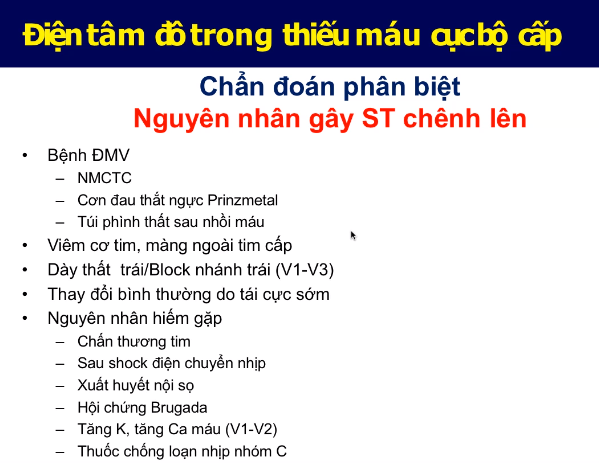 Điện tâm đồ trong thiếu máu cục bộ cấp
Chẩn đoán phân biệt
Nguyên nhân gây ST chênh lên
• Bệnh ĐMV
– NMCTC
– Cơn đau thắt ngực Prinzmetal
– Túi phình thất sau nhồi máu
• Viêm cơ tim, màng ngoài tim cấp
• Dày thất trái/Block nhánh trái (V1-V3)
• Thay đổi bình thường do tái cực sớm
• Nguyên nhân hiếm gặp
– Chấn thương tim
– Sau shock điện chuyển nhịp
– Xuất huyết nội sọ
– Hội chứng Brugada
– Tăng K, tăng Ca máu (V1-V2)
– Thuốc chống loạn nhịp nhóm C